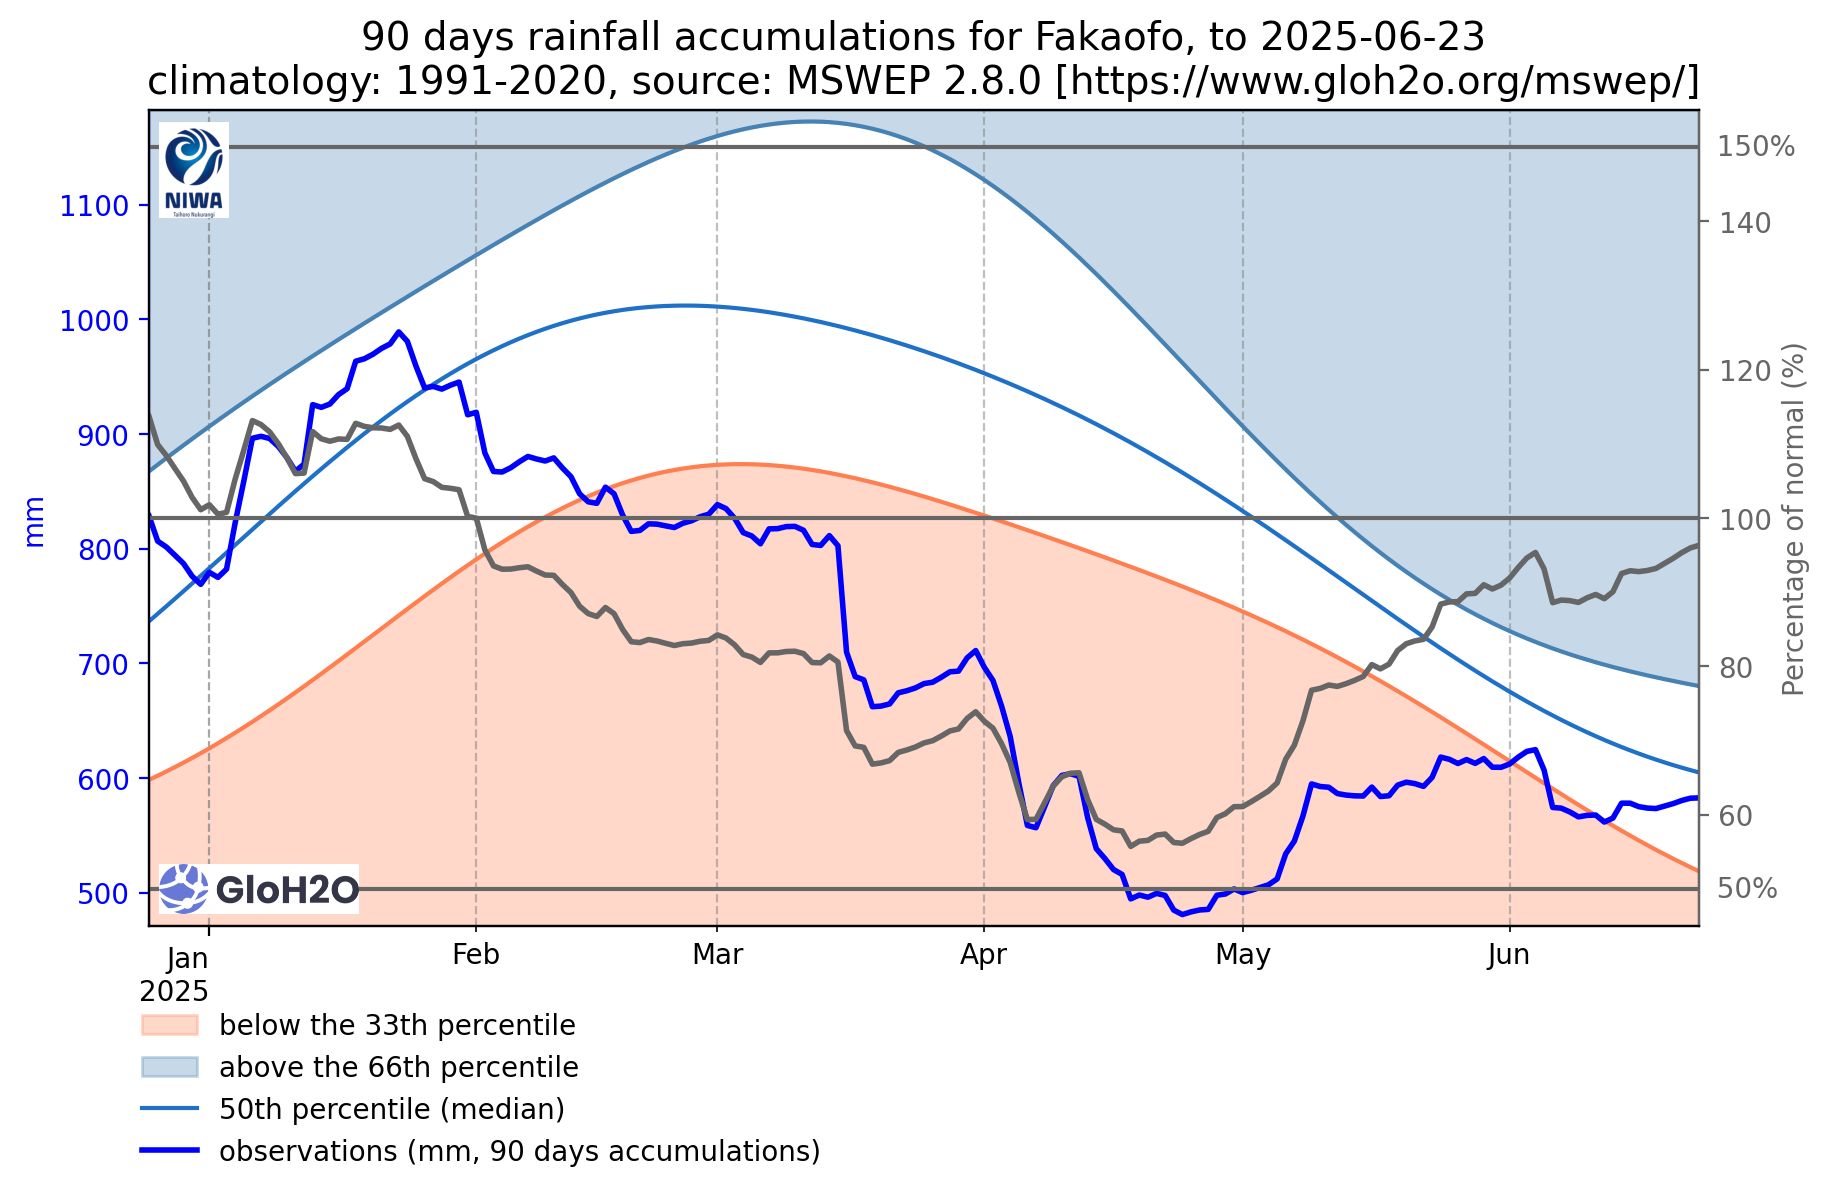 90 days rainfall accumulations for Fakaofo, to 2025-06-23
climatology: 1991-2020, source: MSWEP 2.8.0 [https://www.gloh2o.org/mswep/]
NIWA
Taihoro Nukurangi
1100
1000
900
800
700
600
500
mm
150%
140
120
100
80
60
50%
Percentage of normal (%)
GloH2O
Jan
2025
Feb
Mar
Apr
May
Jun
below the 33th percentile
above the 66th percentile
50th percentile (median)
observations (mm, 90 days accumulations)